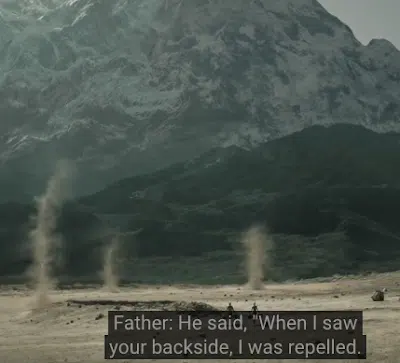 Father: He said, "When I saw
your backside, I was repelled.